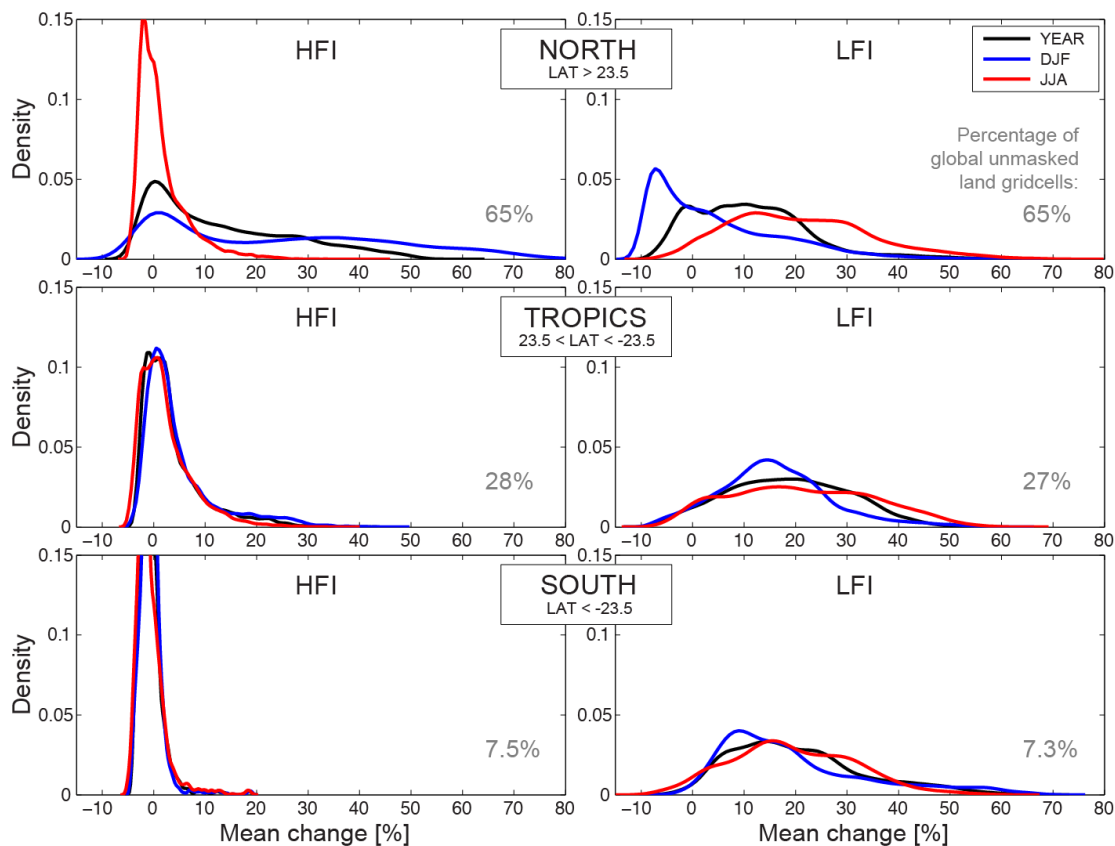 0.15
0.1
0.05
0
Density
HFI
NORTH
LAT > 23.5
LFI
YEAR
DJF
JJA
Percentage of
global unmasked
land gridcells:
65%
65%
−10 0 10 20 30 40 50 60 70 80
−10 0 10 20 30 40 50 60 70 80
0.15
0.1
0.05
0
Density
HFI
TROPICS
23.5 < LAT < -23.5
LFI
28%
27%
−10 0 10 20 30 40 50 60 70 80
−10 0 10 20 30 40 50 60 70 80
0.15
0.1
0.05
0
Density
HFI
SOUTH
LAT < -23.5
LFI
7.5%
7.3%
−10 0 10 20 30 40 50 60 70 80
−10 0 10 20 30 40 50 60 70 80
Mean change [%]
Mean change [%]
0.15
0.1
0.05
0
0.15
0.1
0.05
0
0.15
0.1
0.05
0